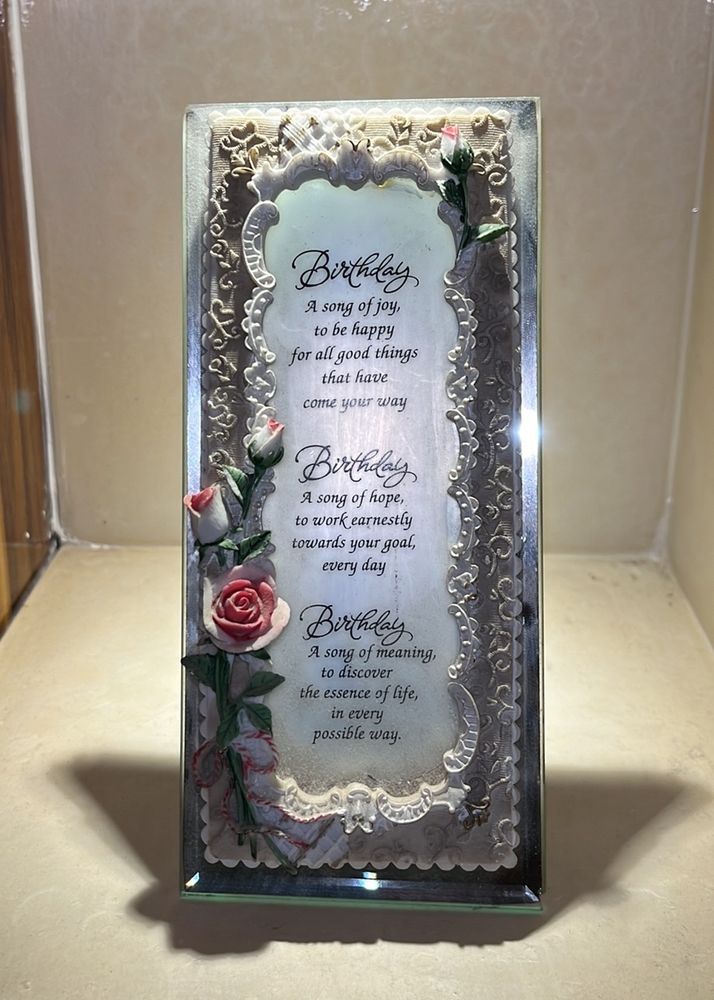 Birthday
A song of joy,
to be happy
for all good things
that have
come your way
Birthday
A song of hope,
to work earnestly
towards your goal,
every day
Birthday
A song of meaning,
to discover
the essence of life,
in every
possible way.